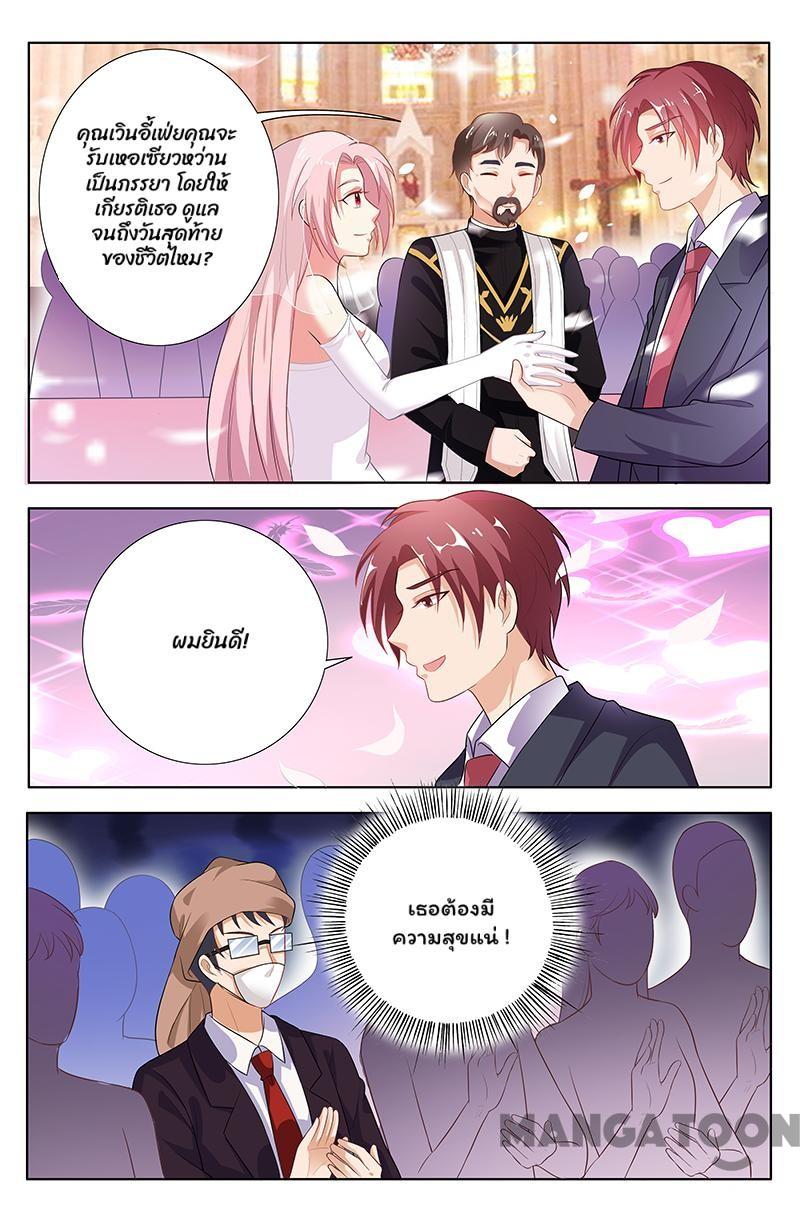 คุณเวินอี้เฟยคุณจะ
รับเหอเซียวหว่าน
เป็นภรรยา โดยให้
เกียรติเธอ ดูแล
จนถึงวันสุดท้าย
ของชีวิตไหม?
ผมยินดี!
เธอต้องมี
ความสุขแน่ !
MANGATOON